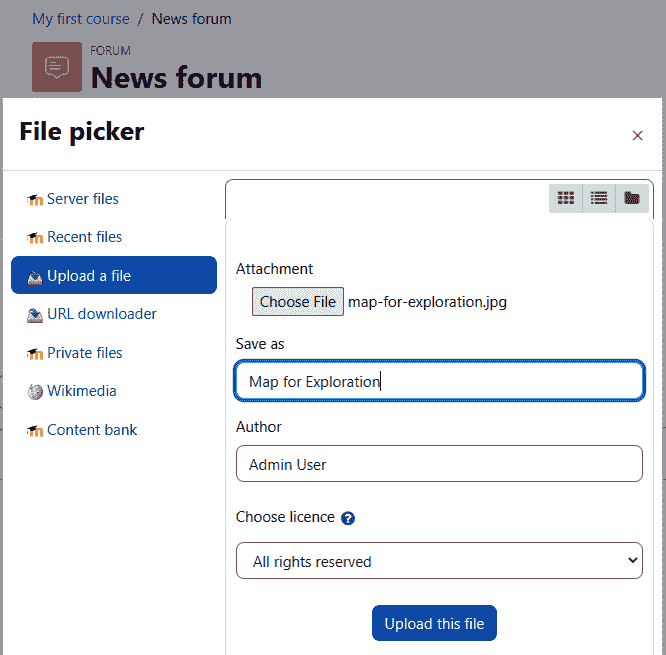 My first course / News forum
FORUM
News forum
File picker
×
Server files
Recent files
Upload a file
URL downloader
Private files
Wikimedia
Content bank
Attachment
Choose File map-for-exploration.jpg
Save as
Map for Exploration
Author
Admin User
Choose licence ?
All rights reserved
Upload this file